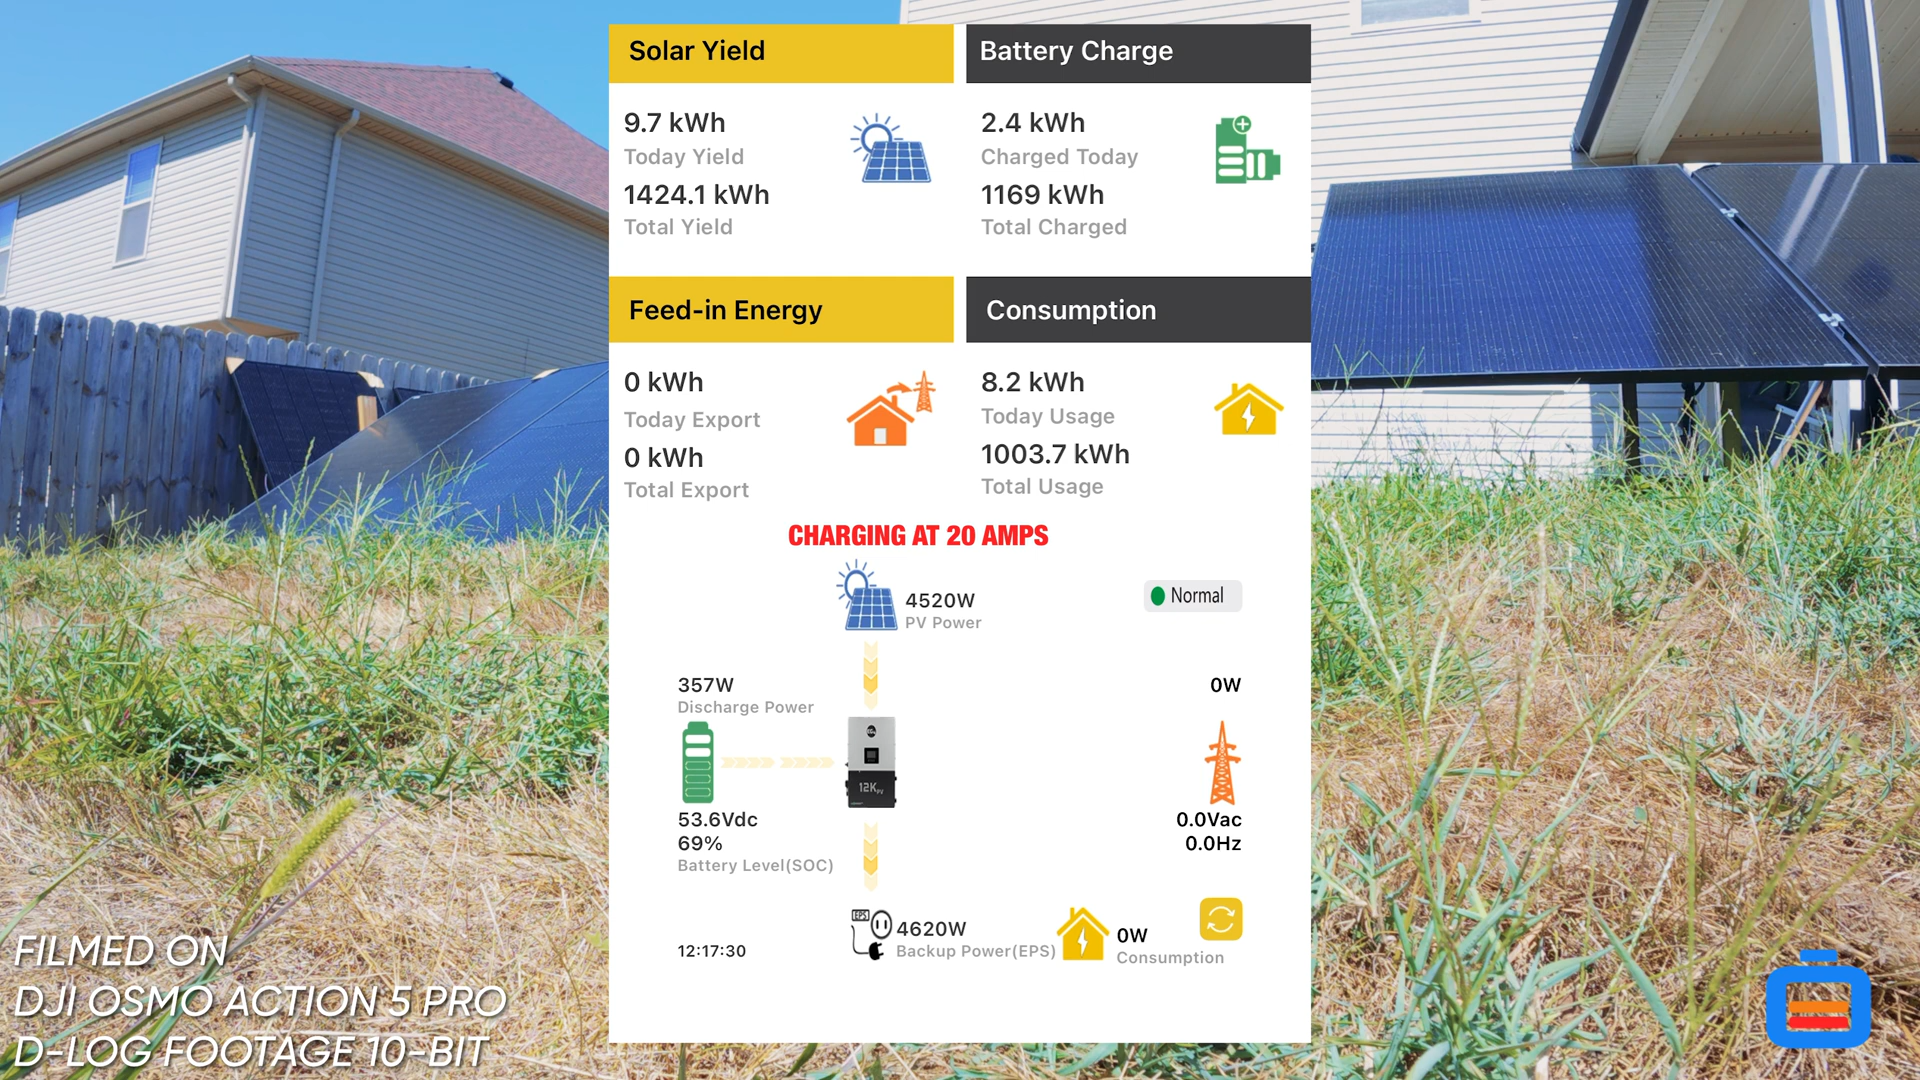 Solar Yield
9.7 kWh
Today Yield
1424.1 kWh
Total Yield
Battery Charge
2.4 kWh
Charged Today
1169 kWh
Total Charged
Feed-in Energy
0 kWh
Today Export
0 kWh
Total Export
Consumption
8.2 kWh
Today Usage
1003.7 kWh
Total Usage
CHARGING AT 20 AMPS
4520W
PV Power
Normal
357W
Discharge Power
0W
12K PV
53.6Vdc
69%
Battery Level(SOC)
0.0Vac
0.0Hz
EPS
4620W
Backup Power(EPS)
0W
Consumption
12:17:30
FILMED ON
DJI OSMO ACTION 5 PRO
D-LOG FOOTAGE 10-BIT